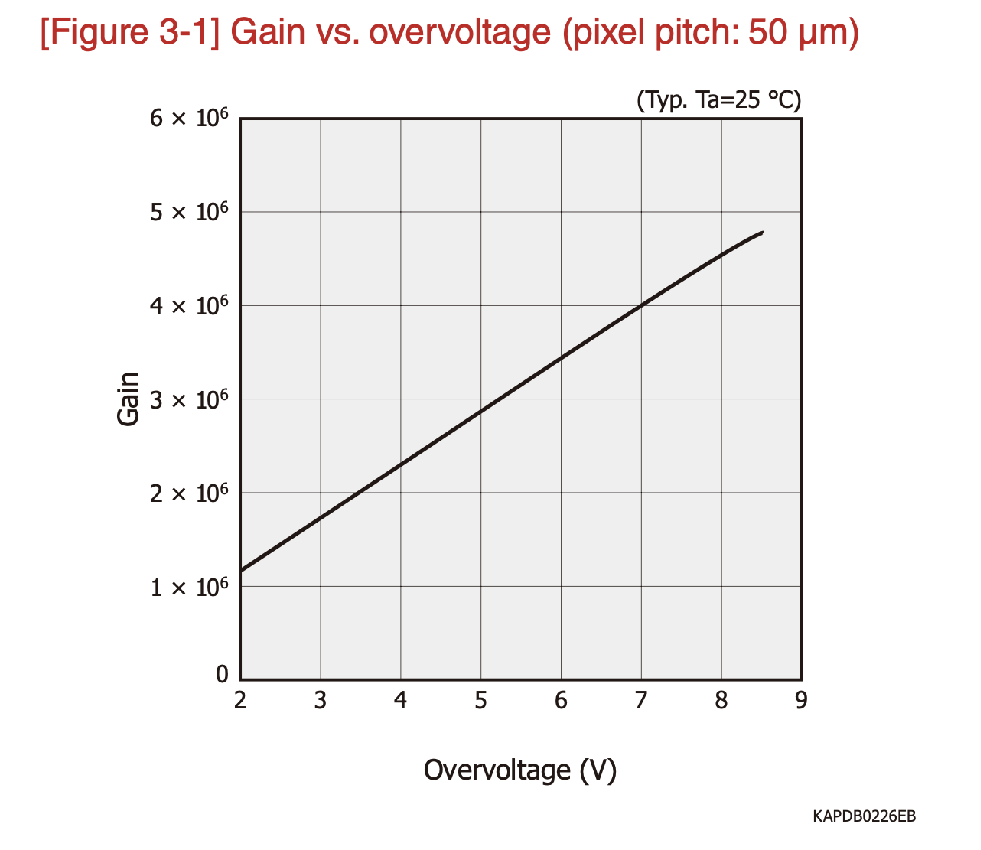 [Figure 3-1] Gain vs. overvoltage (pixel pitch: 50 µm)
(Typ. Ta=25 °C)
6 × 10⁶
5 × 10⁶
4 × 10⁶
3 × 10⁶
2 × 10⁶
1 × 10⁶
0
Gain
2 3 4 5 6 7 8 9
Overvoltage (V)
KAPDB0226EB